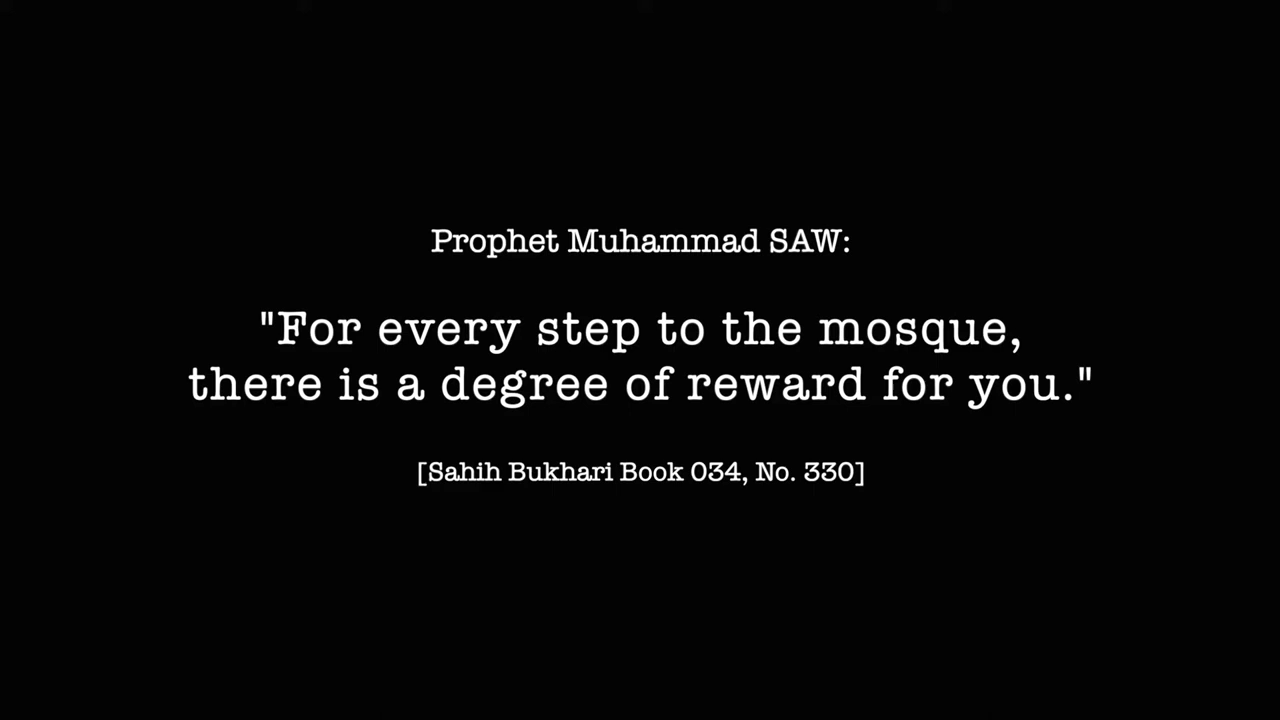 Prophet Muhammad SAW:
"For every step to the mosque,
there is a degree of reward for you."
[Sahih Bukhari Book 034, No. 330]